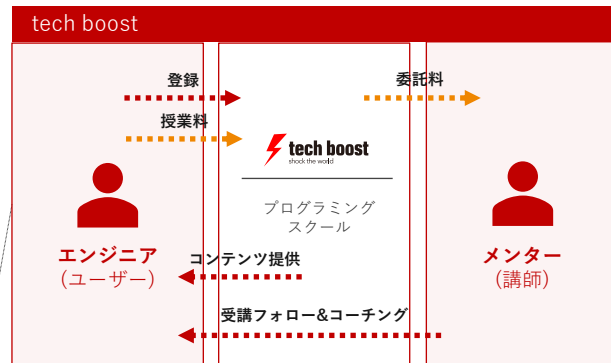 tech boost
登録
委託料
授業料
tech boost
shock the world
プログラミング
スクール
エンジニア
(ユーザー)
メンター
(講師)
コンテンツ提供
受講フォロー&コーチング